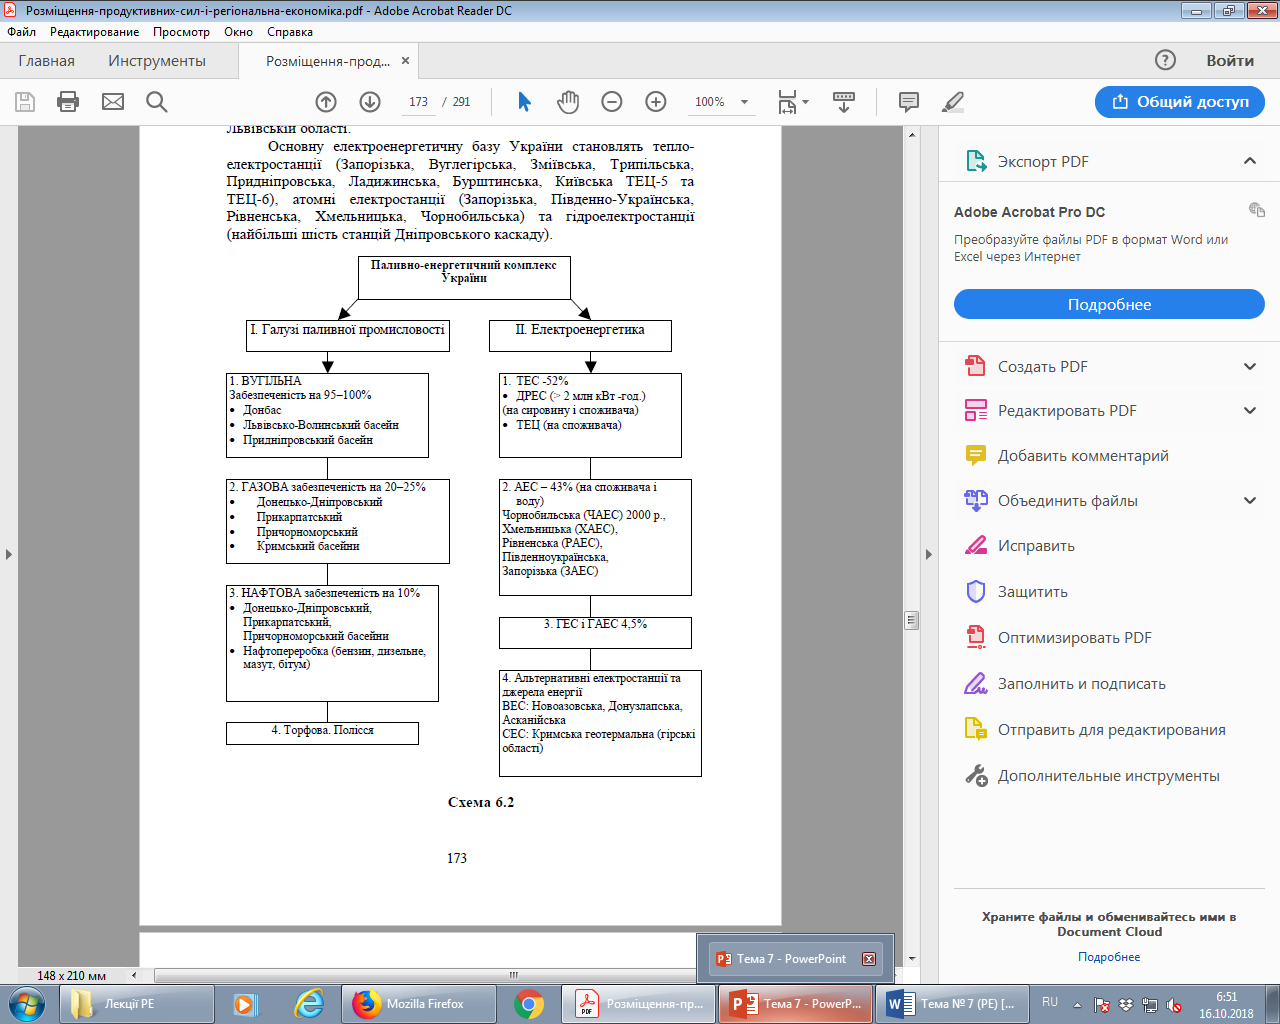 Розміщення-продуктивних-сил-і-регіональна-економіка.pdf - Adobe Acrobat Reader DC
Файл Редактирование Просмотр Окно Справка
Главная Инструменты Розміщення-прод... × Войти
173 / 291 100% Общий доступ
Львівській області.
Основну електроенергетичну базу України становлять тепло-
електростанції (Запорізька, Вуглегірська, Зміївська, Трипільська,
Придніпровська, Ладижинська, Бурштинська, Київська ТЕЦ-5 та
ТЕЦ-6), атомні електростанції (Запорізька, Південно-Українська,
Рівненська, Хмельницька, Чорнобильська) та гідроелектростанції
(найбільші шість станцій Дніпровського каскаду).
Паливно-енергетичний комплекс
України
І. Галузі паливної промисловості
1. ВУГІЛЬНА
Забезпеченість на 95–100%
• Донбас
• Львівсько-Волинський басейн
• Придніпровський басейн
2. ГАЗОВА забезпеченість на 20–25%
• Донецько-Дніпровський
• Прикарпатський
• Причорноморський
• Кримський басейни
3. НАФТОВА забезпеченість на 10%
• Донецько-Дніпровський,
Прикарпатський,
Причорноморський басейни
• Нафтопереробка (бензин, дизельне,
мазут, бітум)
4. Торфова. Полісся
ІІ. Електроенергетика
1. ТЕС -52%
• ДРЕС (> 2 млн кВт -год.)
(на сировину і споживача)
• ТЕЦ (на споживача)
2. АЕС – 43% (на споживача і
воду)
Чорнобильська (ЧАЕС) 2000 р.,
Хмельницька (ХАЕС),
Рівненська (РАЕС),
Південноукраїнська,
Запорізька (ЗАЕС)
3. ГЕС і ГАЕС 4,5%
4. Альтернативні електростанції та
джерела енергії
ВЕС: Новоазовська, Донузлапська,
Асканійська
СЕС: Кримська геотермальна (гірські
області)
Схема 6.2
173
Экспорт PDF
Adobe Acrobat Pro DC
Преобразуйте файлы PDF в формат Word или
Excel через Интернет
Подробнее
Создать PDF
Редактировать PDF
Добавить комментарий
Объединить файлы
Исправить
Защитить
Оптимизировать PDF
Заполнить и подписать
Отправить для редактирования
Дополнительные инструменты
Храните файлы и обменивайтесь ими в
Document Cloud
Подробнее
148 x 210 мм
Тема 7 - PowerPoint
Лекції РЕ Mozilla Firefox Розміщення-пр... Тема 7 - PowerP... Тема № 7 (РЕ) [... RU 6:51
16.10.2018